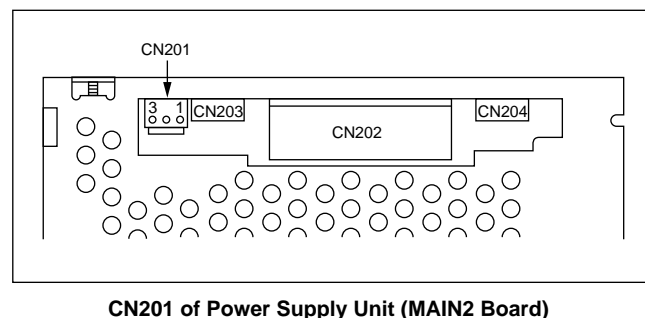 CN201
3 1
CN203
CN202
CN204
CN201 of Power Supply Unit (MAIN2 Board)